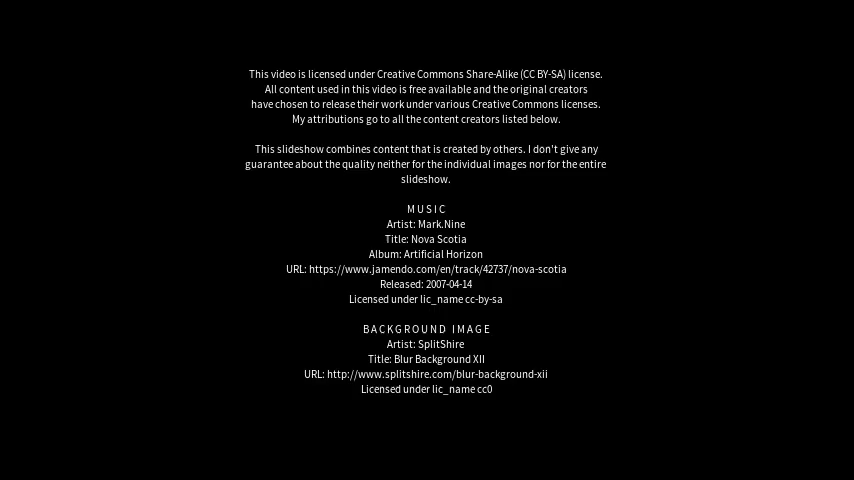 This video is licensed under Creative Commons Share-Alike (CC BY-SA) license.
All content used in this video is free available and the original creators
have chosen to release their work under various Creative Commons licenses.
My attributions go to all the content creators listed below.
This slideshow combines content that is created by others. I don't give any
guarantee about the quality neither for the individual images nor for the entire
slideshow.
MUSIC
Artist: Mark.Nine
Title: Nova Scotia
Album: Artificial Horizon
URL: https://www.jamendo.com/en/track/42737/nova-scotia
Released: 2007-04-14
Licensed under lic_name cc-by-sa
BACKGROUND IMAGE
Artist: SplitShire
Title: Blur Background XII
URL: http://www.splitshire.com/blur-background-xii
Licensed under lic_name cc0